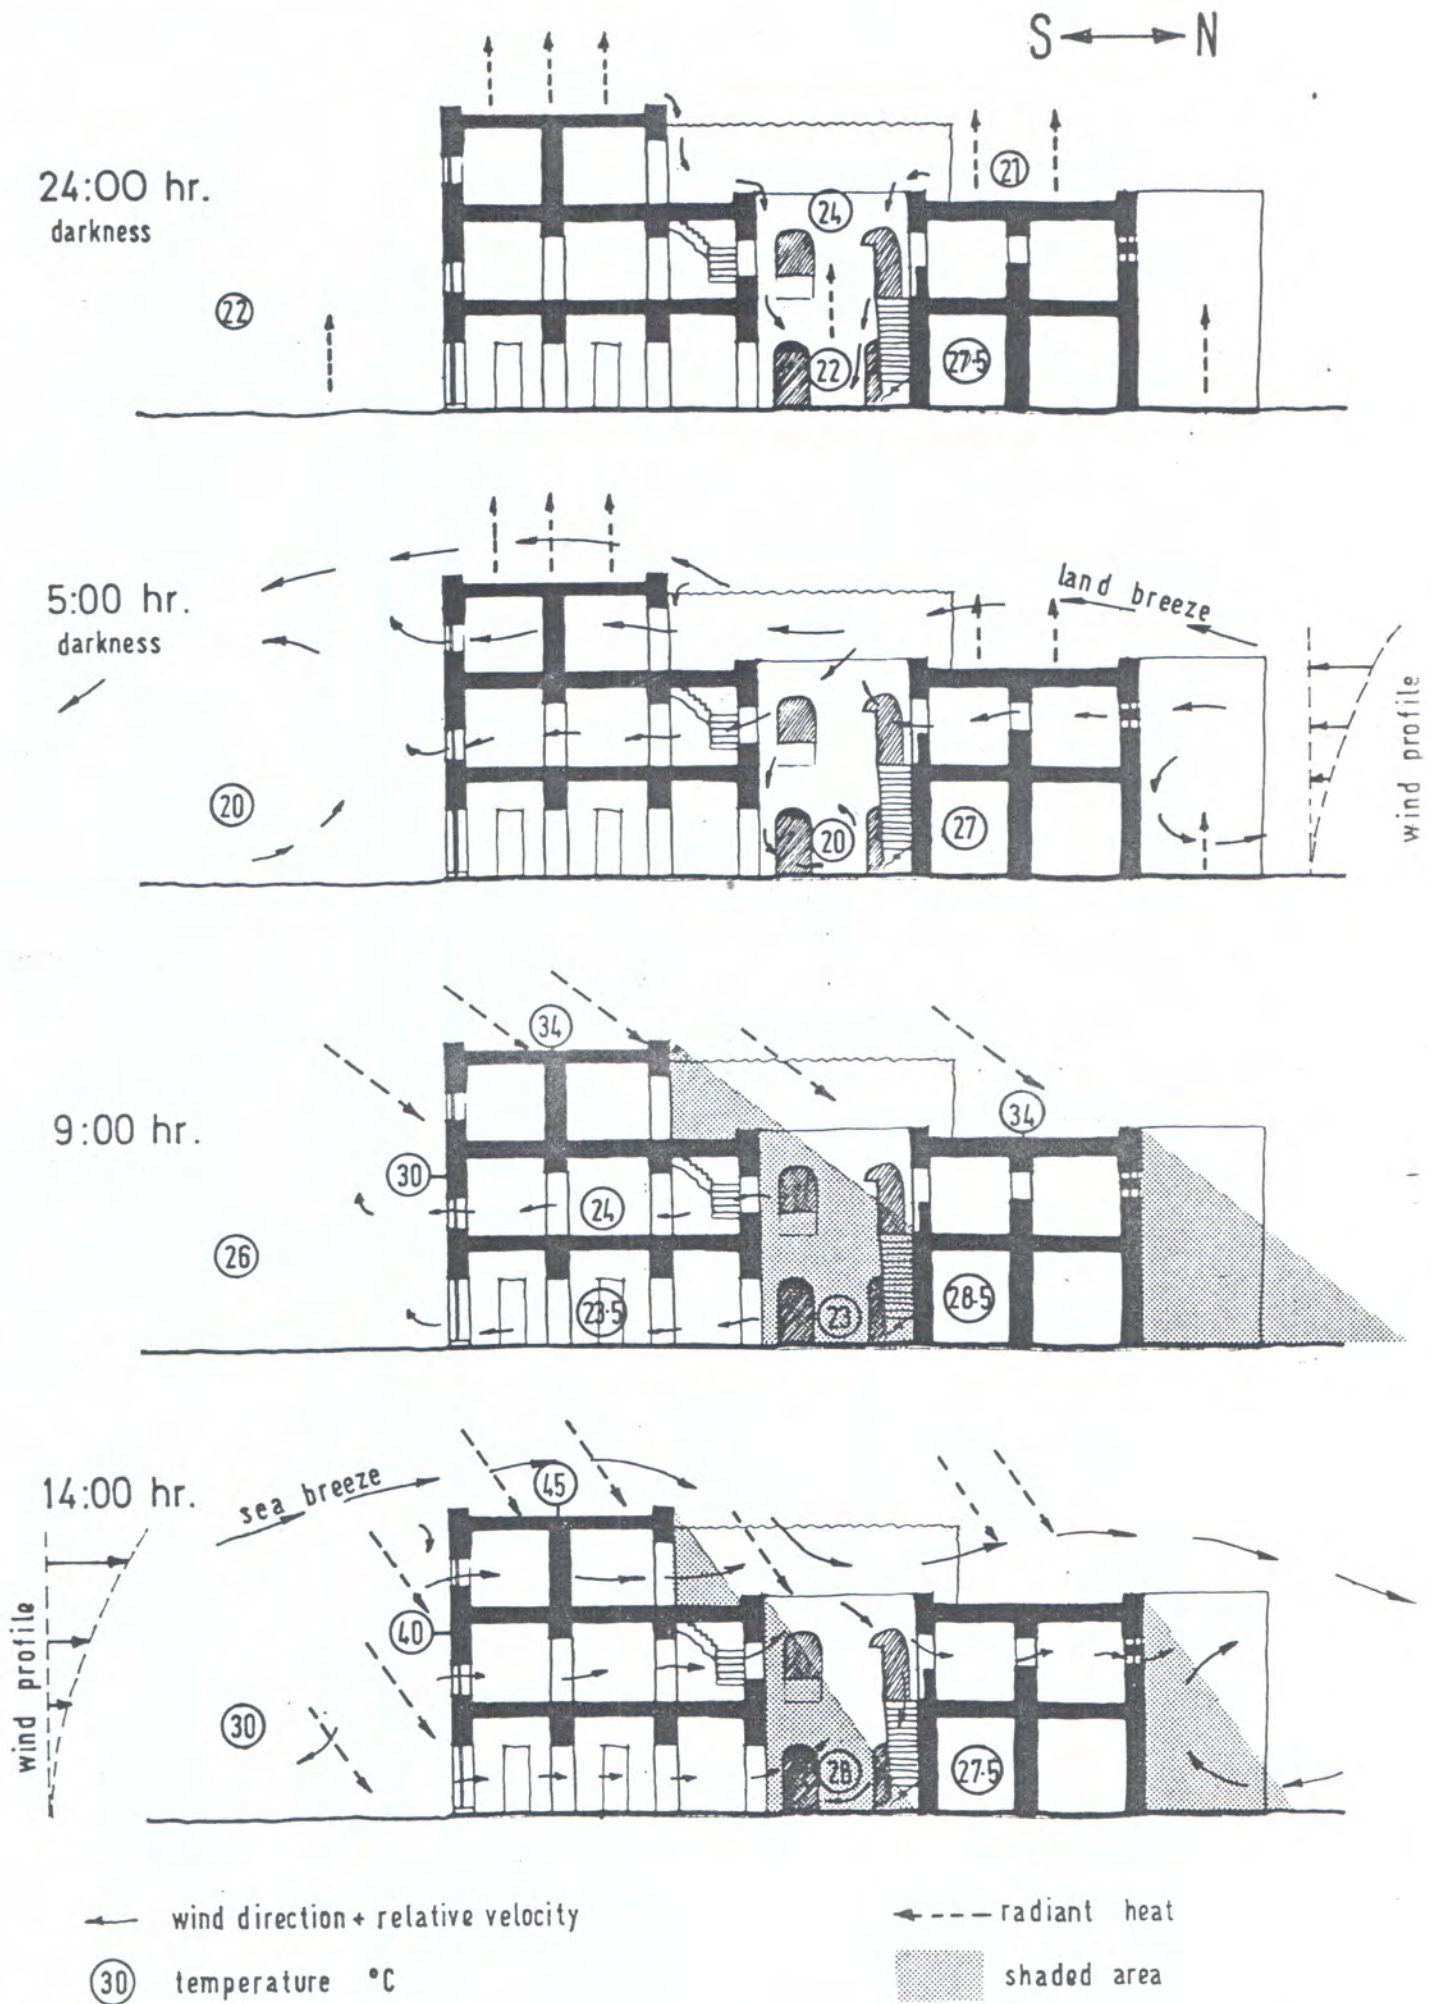 S N
24:00 hr.
darkness
21
24
22
22
27·5
5:00 hr.
darkness
land breeze
wind profile
20
20
27
9:00 hr.
34
34
30
24
26
23·5
23
28·5
14:00 hr.
sea breeze
45
wind profile
40
30
28
27·5
wind direction + relative velocity
radiant heat
30 temperature °C
shaded area